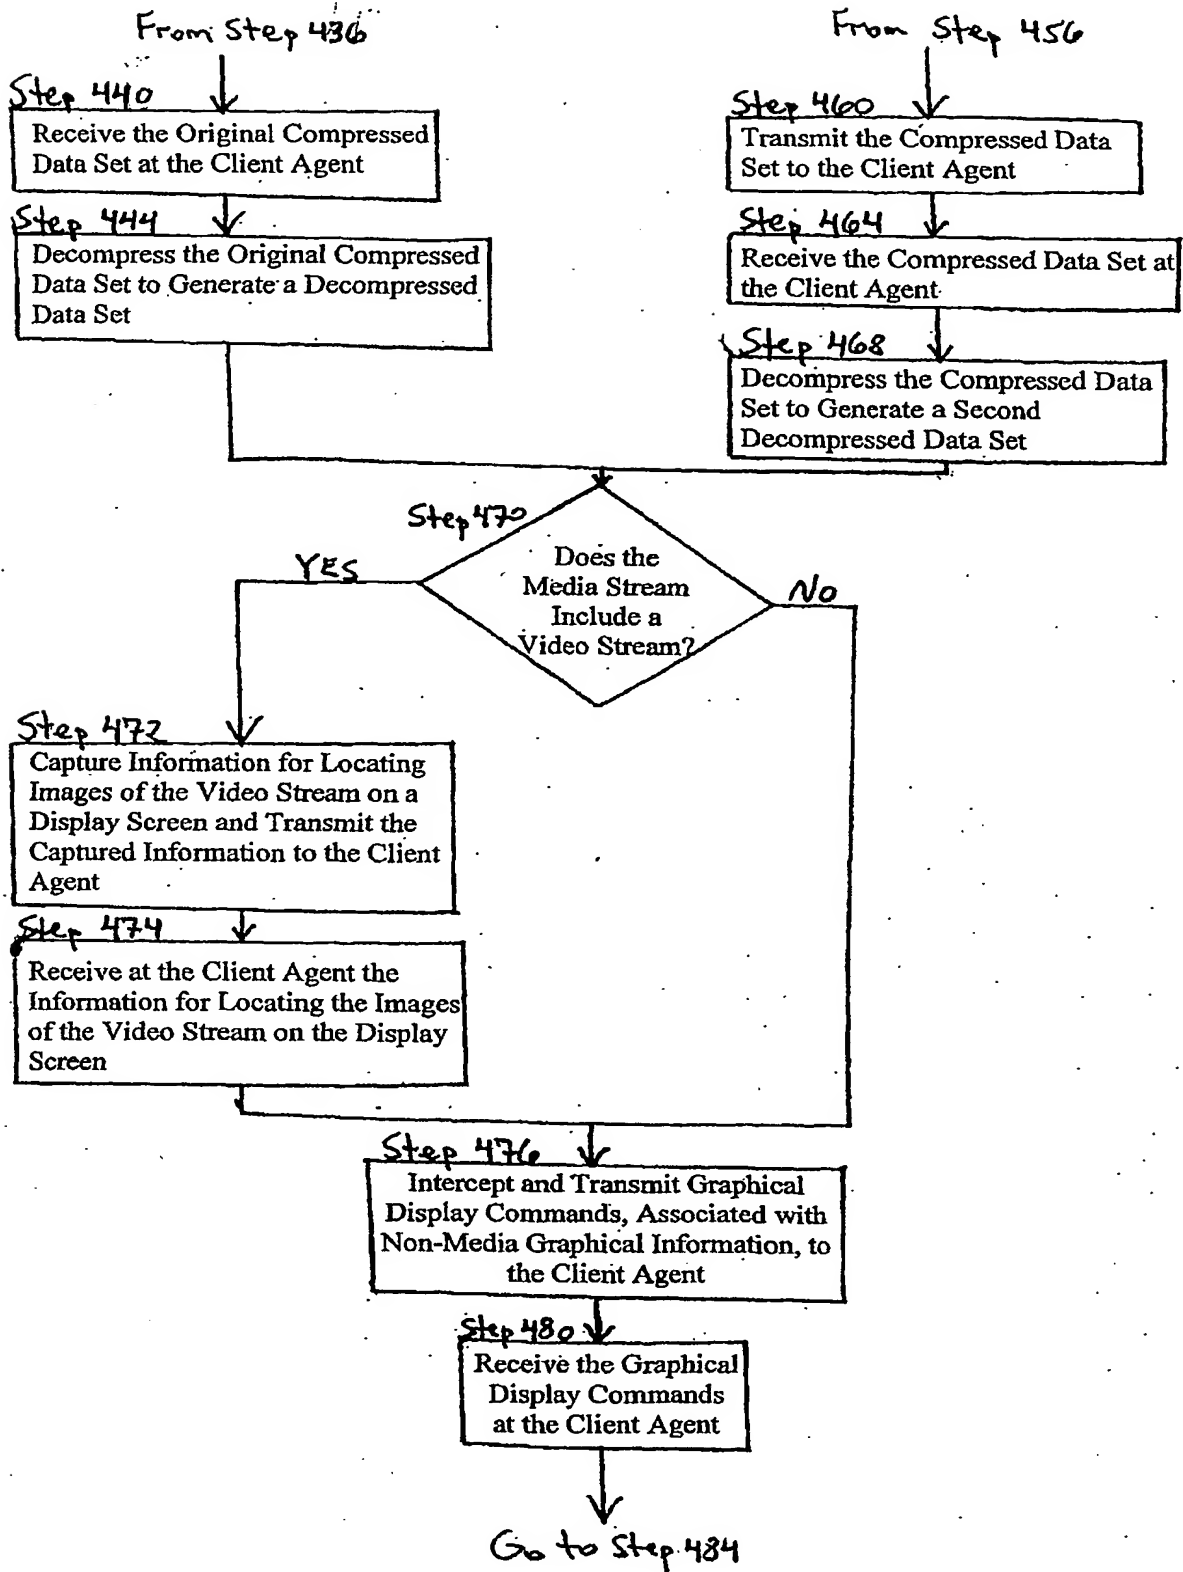 From Step 436
Step 440
Receive the Original Compressed
Data Set at the Client Agent
Step 444
Decompress the Original Compressed
Data Set to Generate a Decompressed
Data Set
From Step 456
Step 460
Transmit the Compressed Data
Set to the Client Agent
Step 464
Receive the Compressed Data Set at
the Client Agent
Step 468
Decompress the Compressed Data
Set to Generate a Second
Decompressed Data Set
Step 470
Does the
Media Stream
Include a
Video Stream?
YES
NO
Step 472
Capture Information for Locating
Images of the Video Stream on a
Display Screen and Transmit the
Captured Information to the Client
Agent
Step 474
Receive at the Client Agent the
Information for Locating the Images
of the Video Stream on the Display
Screen
Step 476
Intercept and Transmit Graphical
Display Commands, Associated with
Non-Media Graphical Information, to
the Client Agent
Step 480
Receive the Graphical
Display Commands
at the Client Agent
Go to Step 484